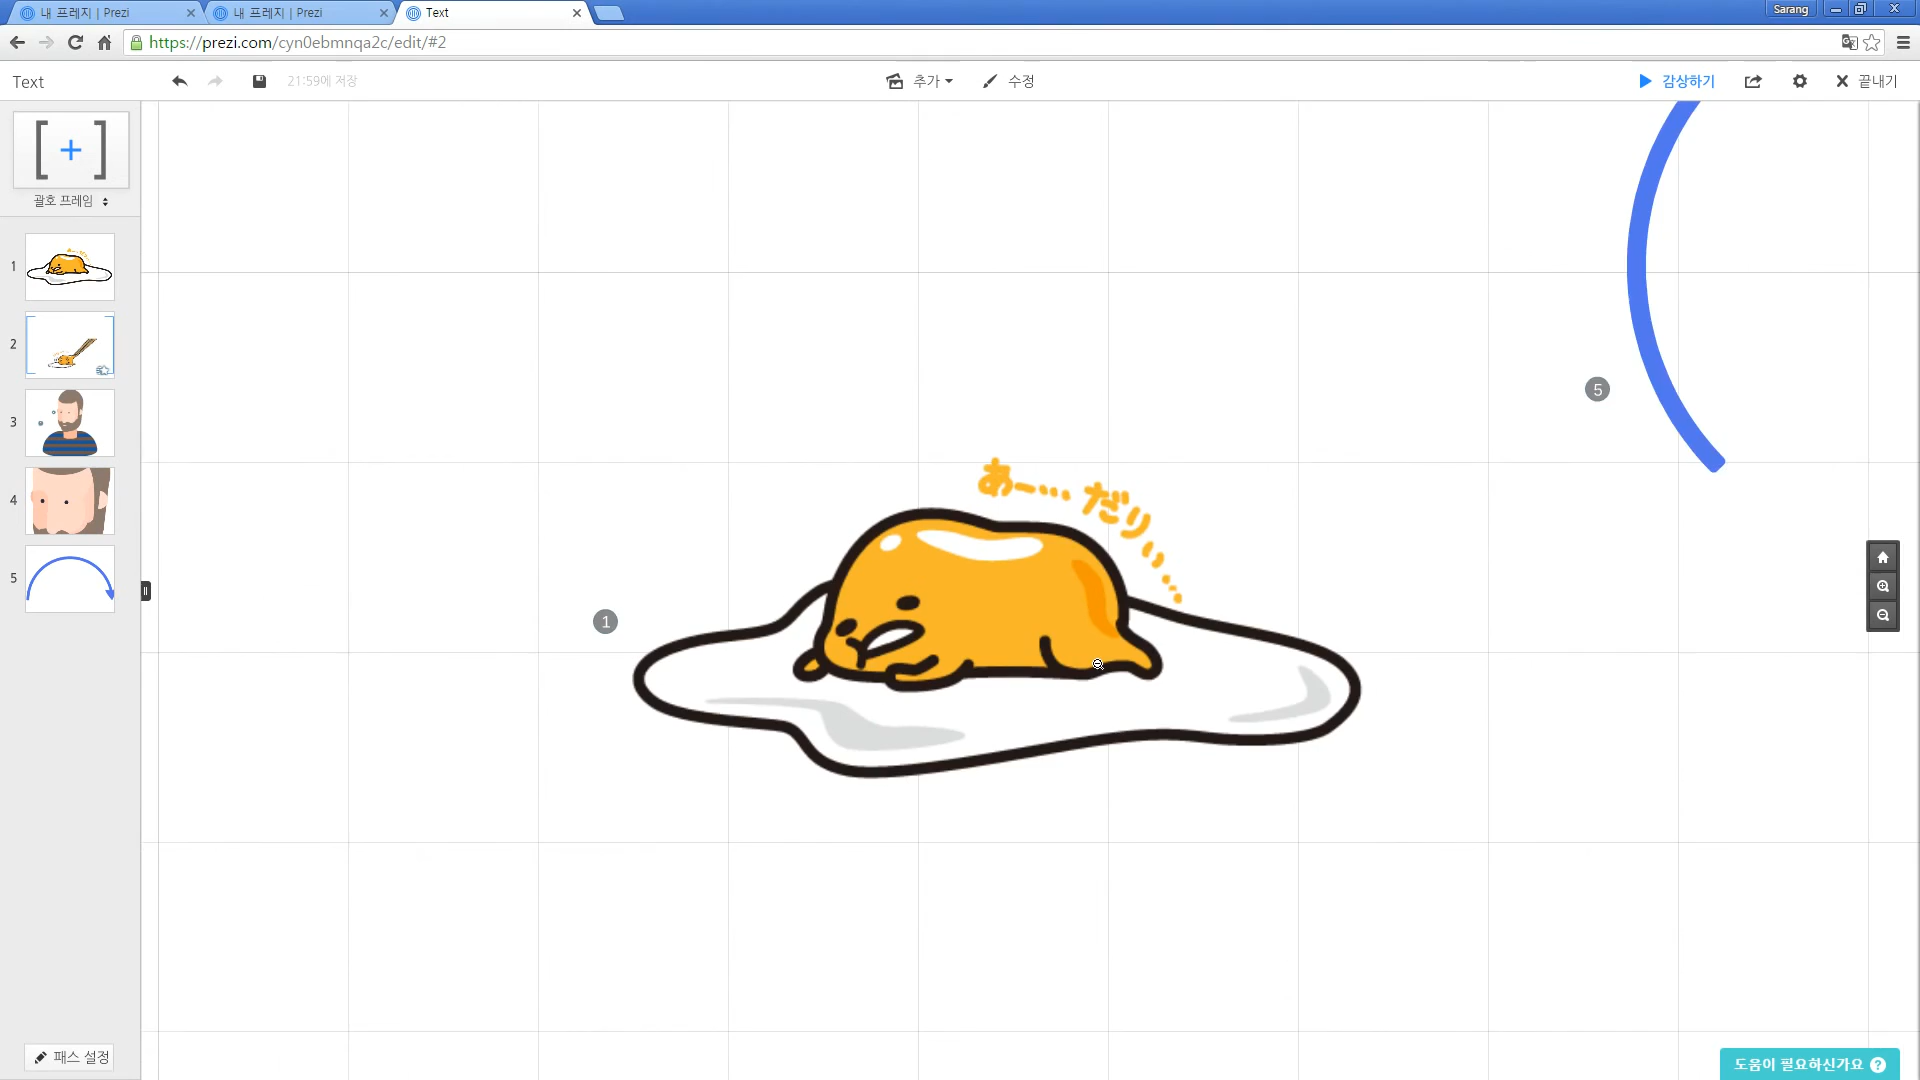 내 프레지 | Prezi
내 프레지 | Prezi
Text
Sarang
https://prezi.com/cyn0ebmnqa2c/edit/#2
Text
21:59에 저장
추가
수정
감상하기
끝내기
괄호 프레임
1
2
3
4
5
5
あー… だりぃぃ…
1
패스 설정
도움이 필요하신가요 ?